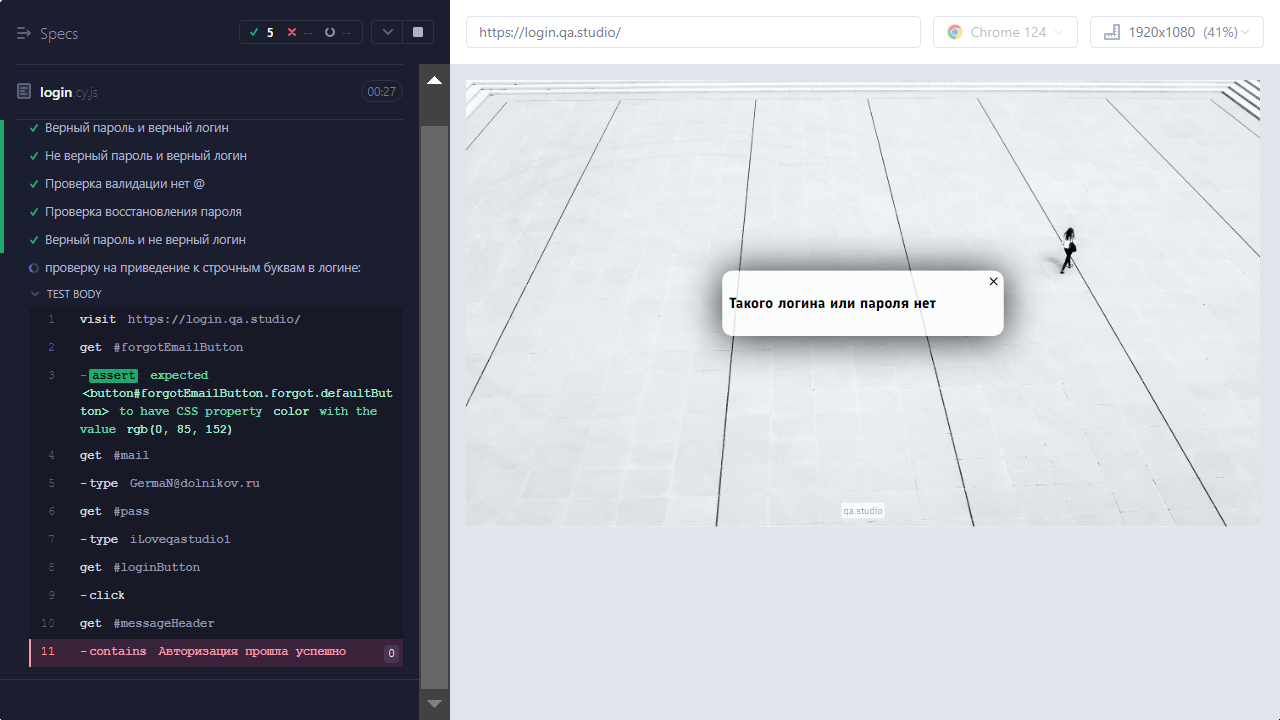 Specs
5
--
--
https://login.qa.studio/
Chrome 124
1920x1080 (41%)
login cy.js
00:27
Верный пароль и верный логин
Не верный пароль и верный логин
Проверка валидации нет @
Проверка восстановления пароля
Верный пароль и не верный логин
проверку на приведение к строчным буквам в логине:
TEST BODY
1 visit https://login.qa.studio/
2 get #forgotEmailButton
3 -assert expected
<button#forgotEmailButton.forgot.defaultBut
ton> to have CSS property color with the
value rgb(0, 85, 152)
4 get #mail
5 -type GermaN@dolnikov.ru
6 get #pass
7 -type iLoveqastudio1
8 get #loginButton
9 -click
10 get #messageHeader
11 -contains Авторизация прошла успешно 0
Такого логина или пароля нет
qa.studio